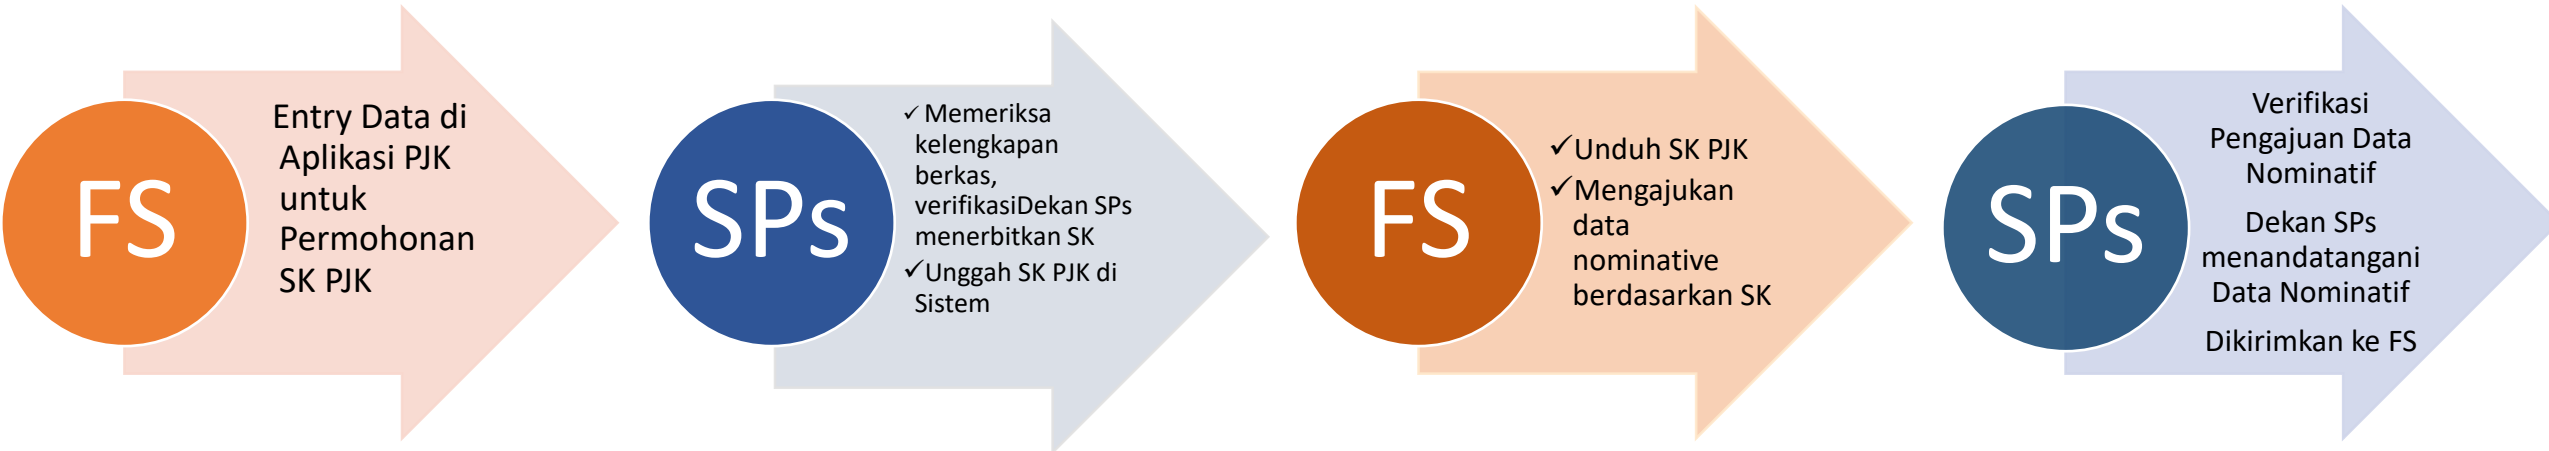 FS
Entry Data di
Aplikasi PJK
untuk
Permohonan
SK PJK
SPs
✓ Memeriksa
kelengkapan
berkas,
verifikasiDekan SPs
menerbitkan SK
✓Unggah SK PJK di
Sistem
FS
✓Unduh SK PJK
✓Mengajukan
data
nominative
berdasarkan SK
SPs
Verifikasi
Pengajuan Data
Nominatif
Dekan SPs
menandatangani
Data Nominatif
Dikirimkan ke FS